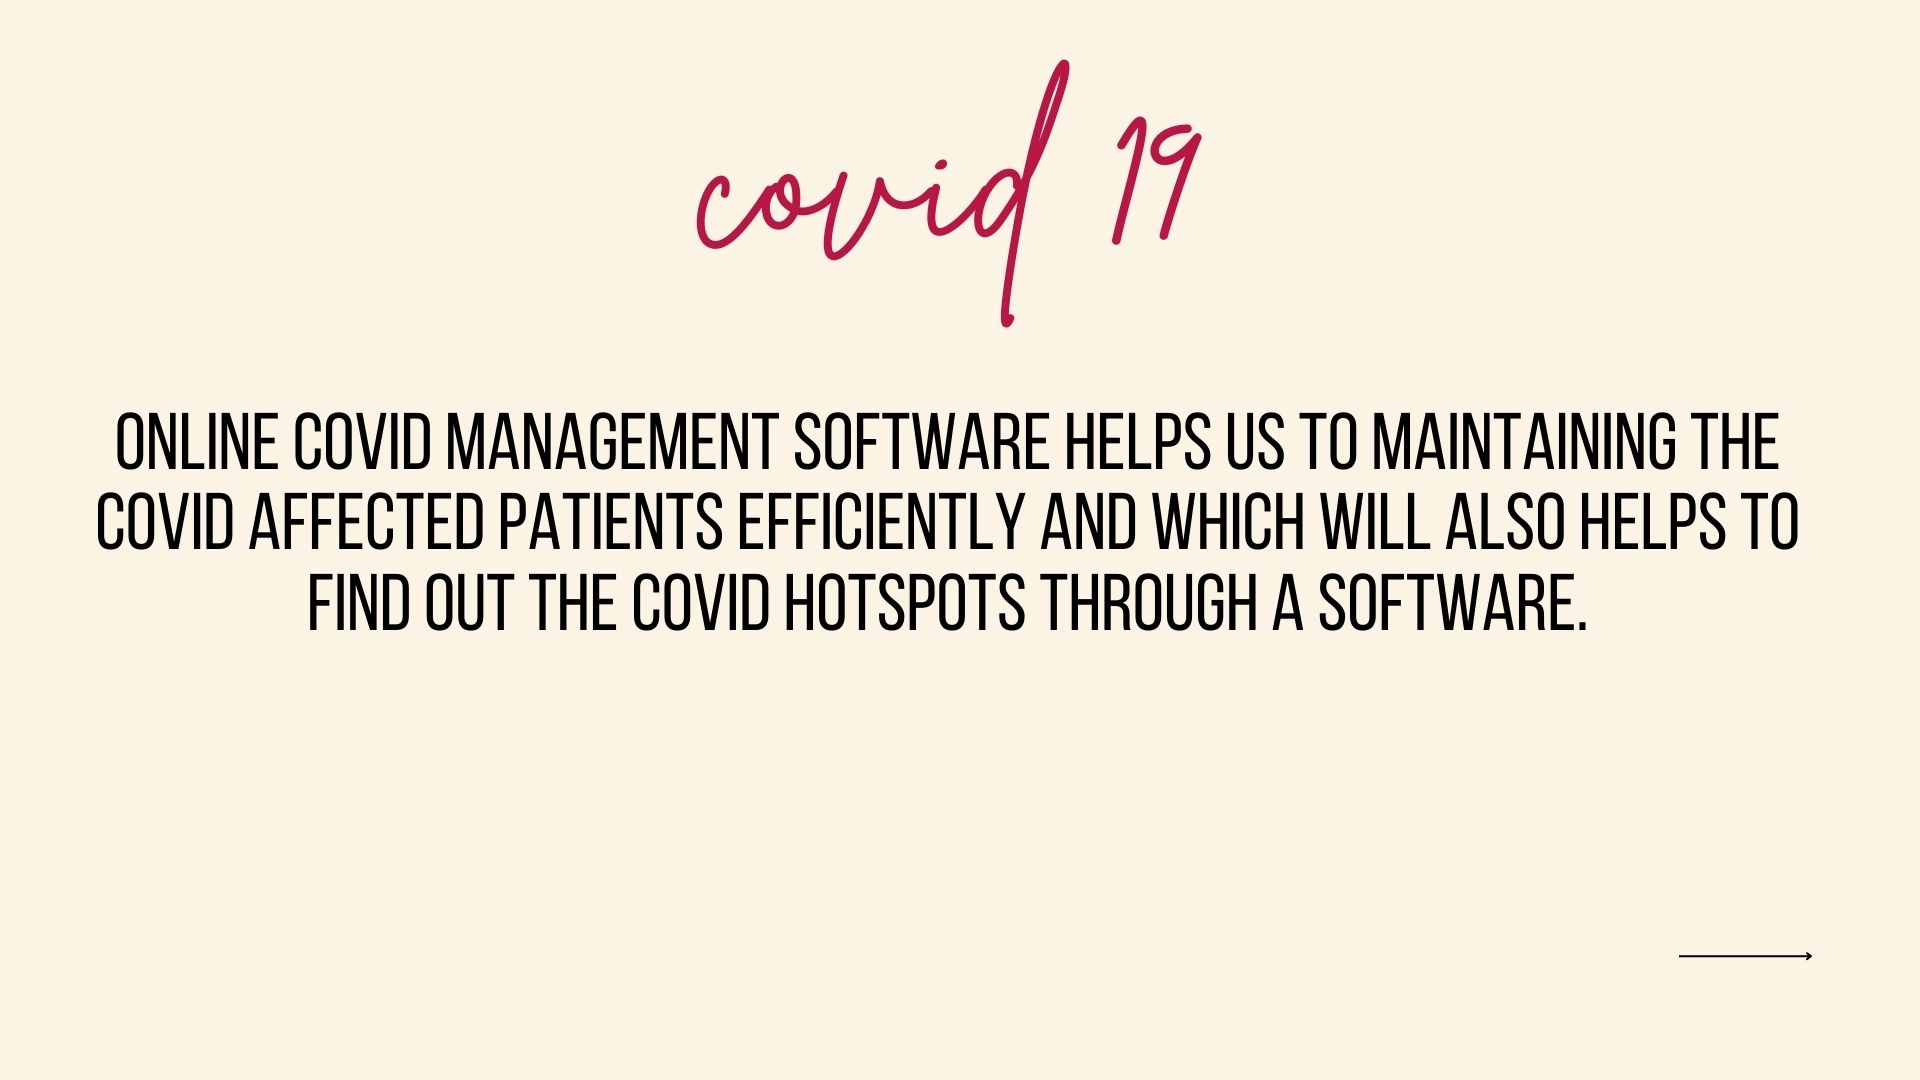 covid 19
ONLINE COVID MANAGEMENT SOFTWARE HELPS US TO MAINTAINING THE
COVID AFFECTED PATIENTS EFFICIENTLY AND WHICH WILL ALSO HELPS TO
FIND OUT THE COVID HOTSPOTS THROUGH A SOFTWARE.